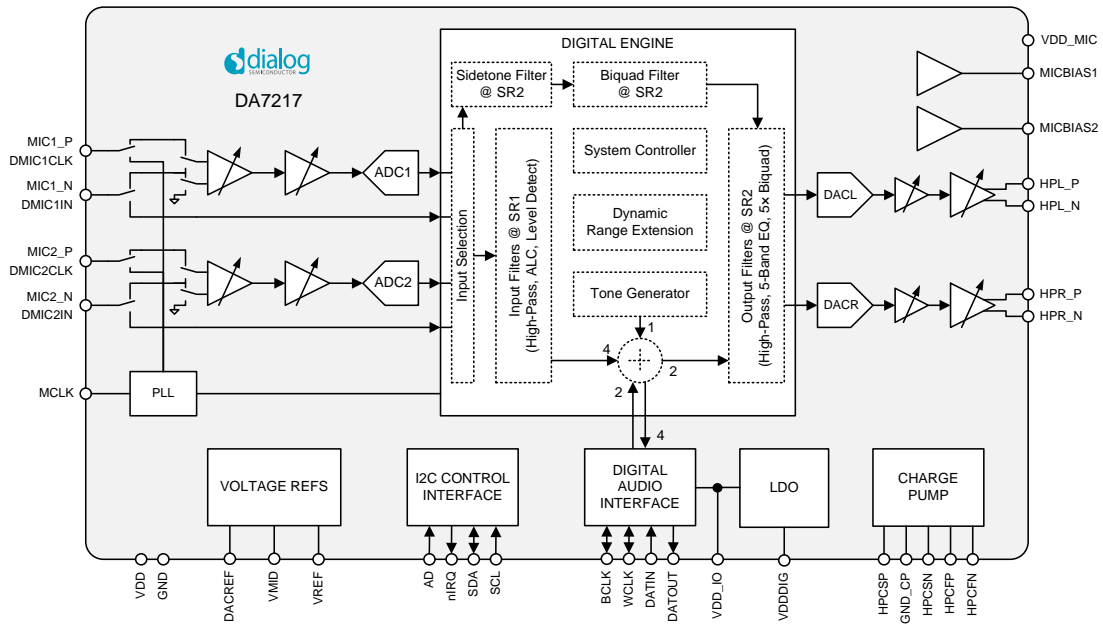 DIGITAL ENGINE
dialog
SEMICONDUCTOR
DA7217
Sidetone Filter
@ SR2
Biquad Filter
@ SR2
VDD_MIC
MICBIAS1
MICBIAS2
MIC1_P
DMIC1CLK
MIC1_N
DMIC1IN
MIC2_P
DMIC2CLK
MIC2_N
DMIC2IN
MCLK
ADC1
ADC2
PLL
Input Selection
Input Filters @ SR1
(High-Pass, ALC, Level Detect)
System Controller
Dynamic
Range Extension
Tone Generator
1
4
2
2
4
Output Filters @ SR2
(High-Pass, 5-Band EQ, 5x Biquad)
DACL
DACR
HPL_P
HPL_N
HPR_P
HPR_N
VOLTAGE REFS
I2C CONTROL
INTERFACE
DIGITAL
AUDIO
INTERFACE
LDO
CHARGE
PUMP
VDD
GND
DACREF
VMID
VREF
AD
nIRQ
SDA
SCL
BCLK
WCLK
DATIN
DATOUT
VDD_IO
VDDDIG
HPCSP
GND_CP
HPCSN
HPCFP
HPCFN